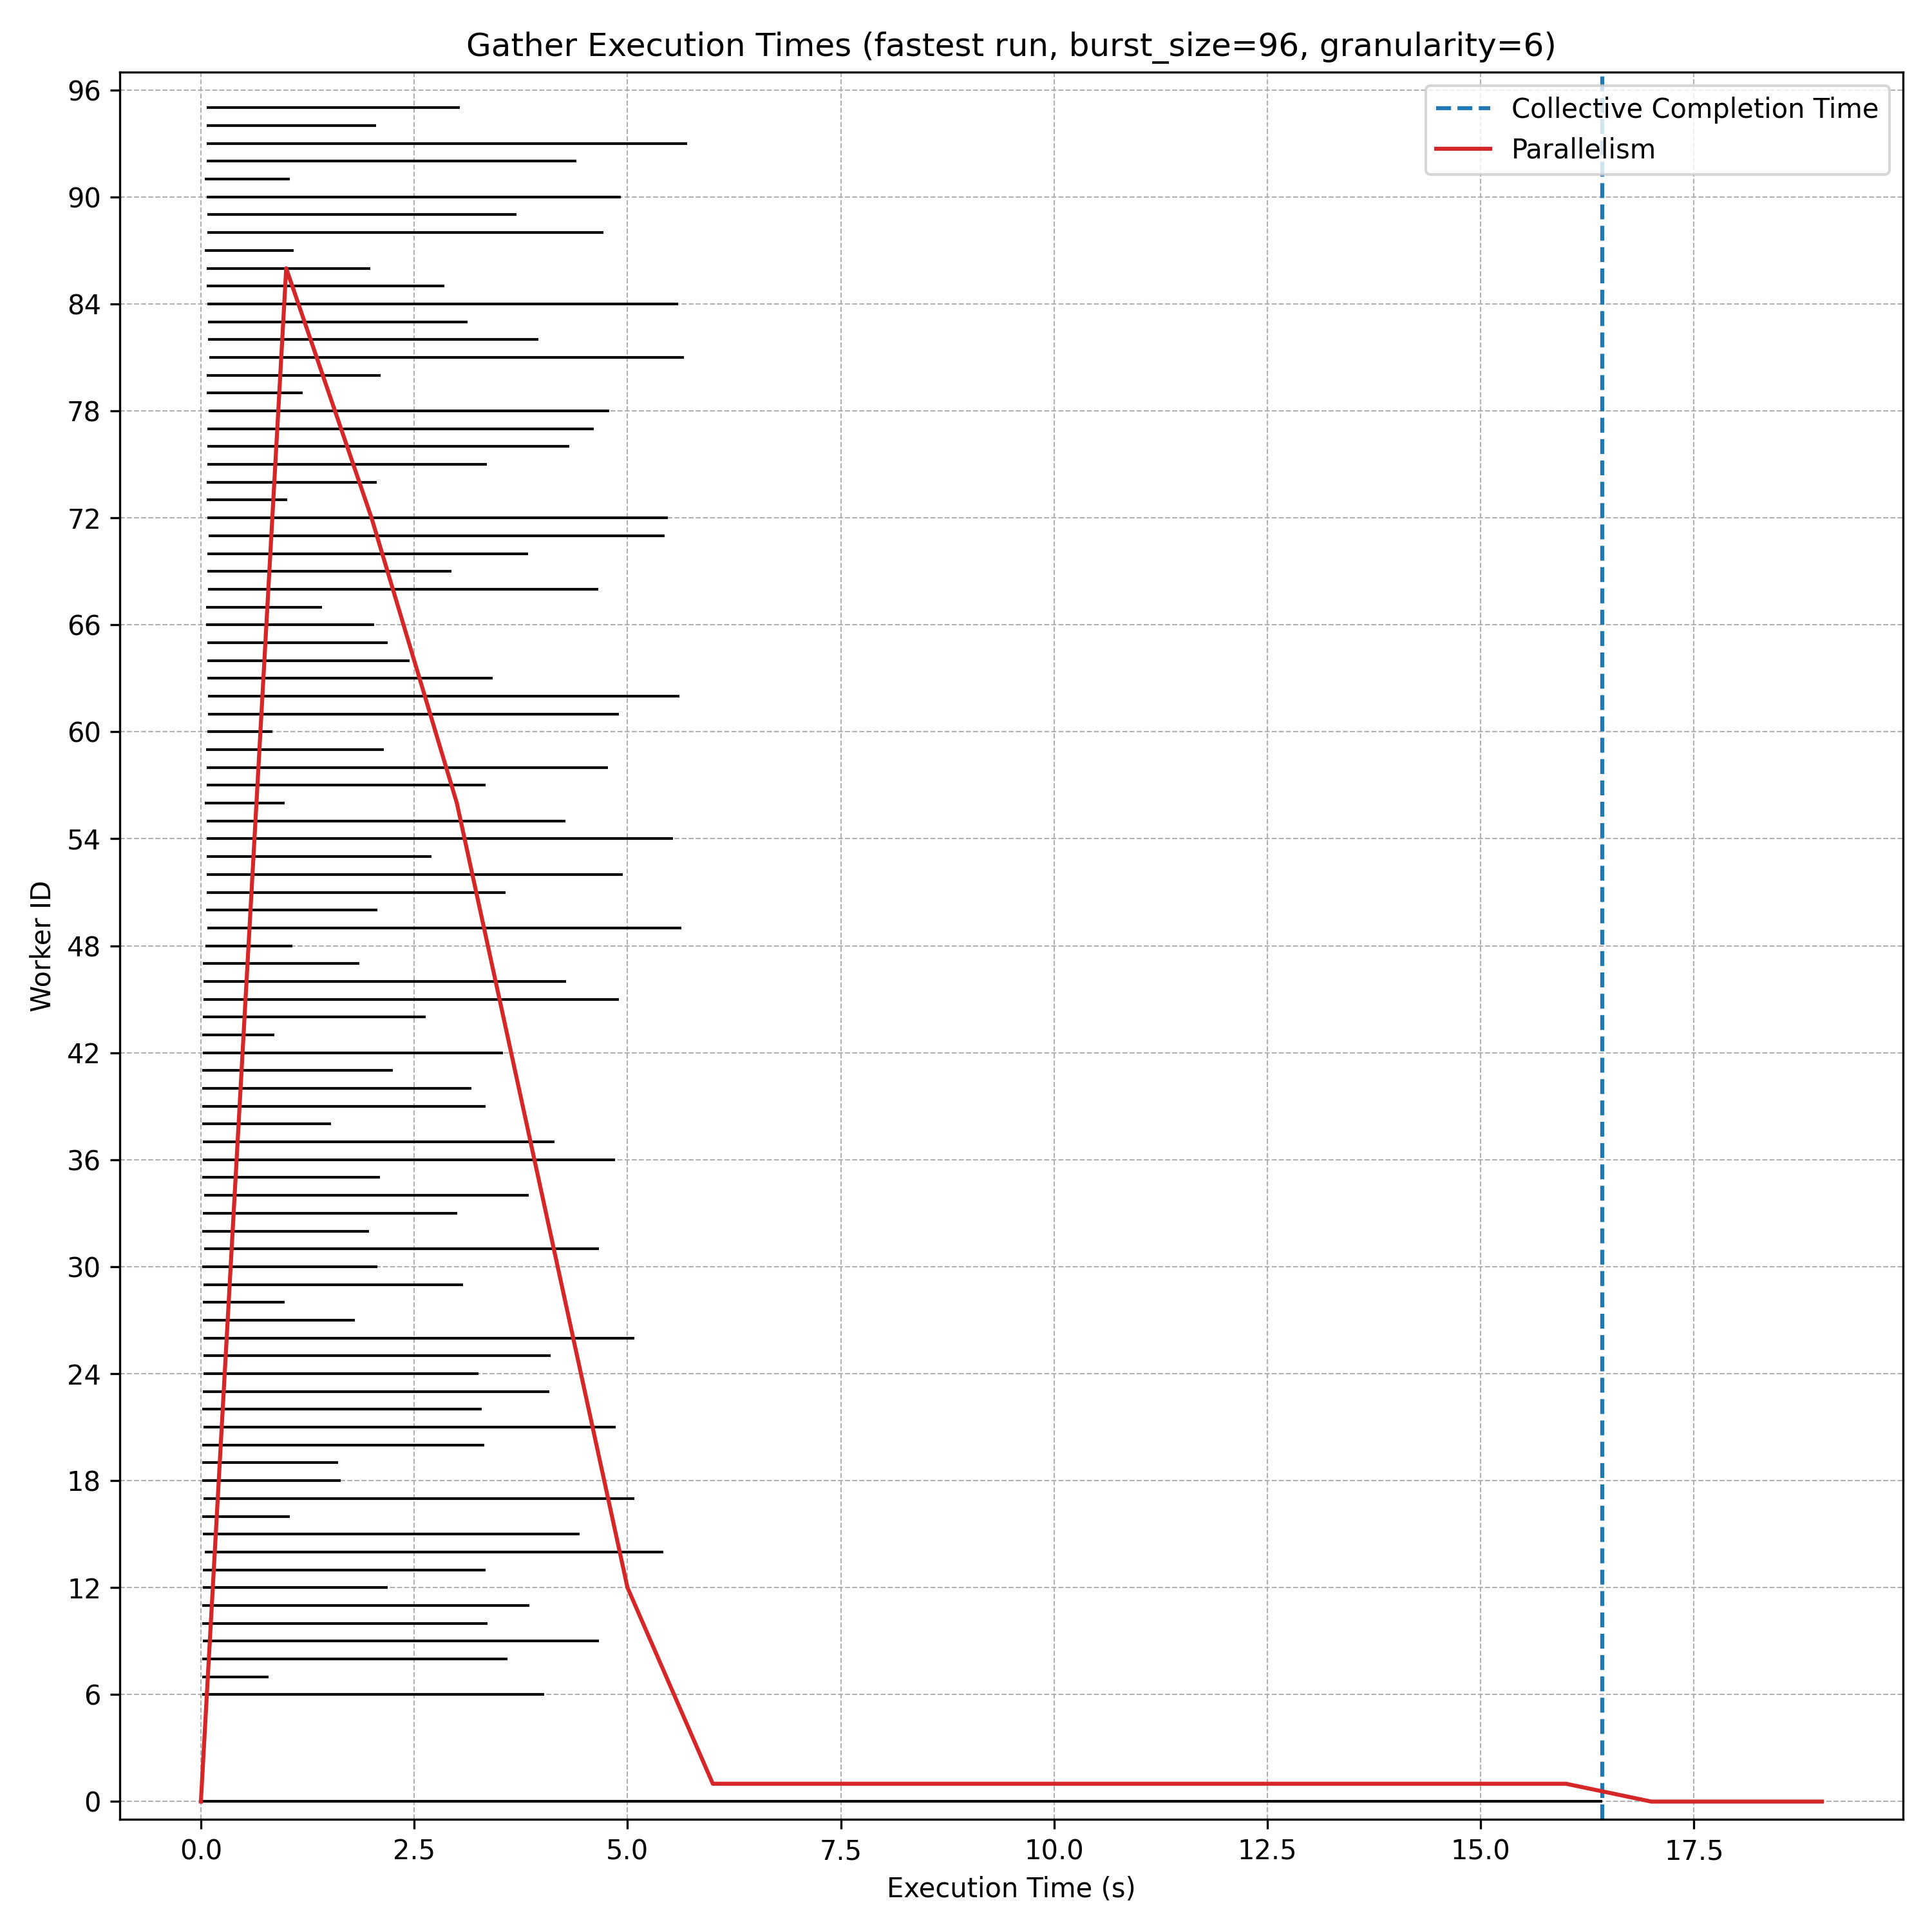 Gather Execution Times (fastest run, burst_size=96, granularity=6)
Collective Completion Time
Parallelism
96
90
84
78
72
66
60
54
48
42
36
30
24
18
12
6
0
Worker ID
0.0 2.5 5.0 7.5 10.0 12.5 15.0 17.5
Execution Time (s)